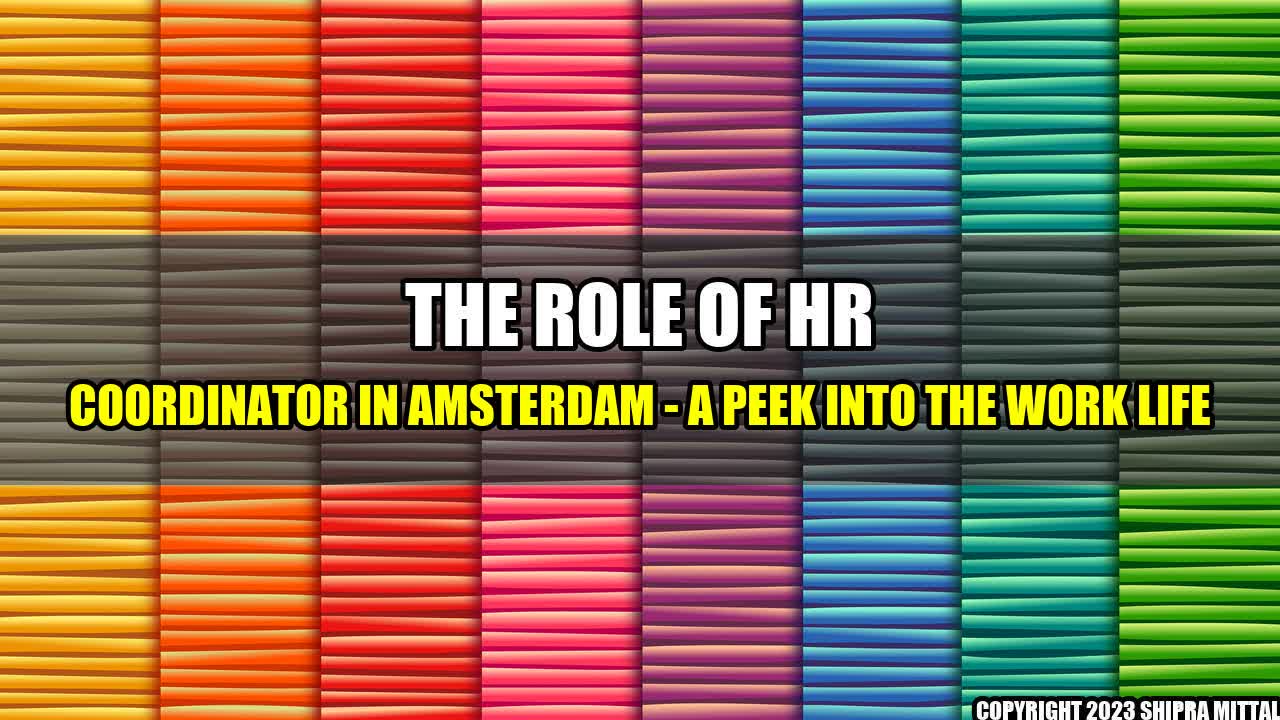 THE ROLE OF HR
COORDINATOR IN AMSTERDAM - A PEEK INTO THE WORK LIFE
COPYRIGHT 2023 SHIPRA MITTAL